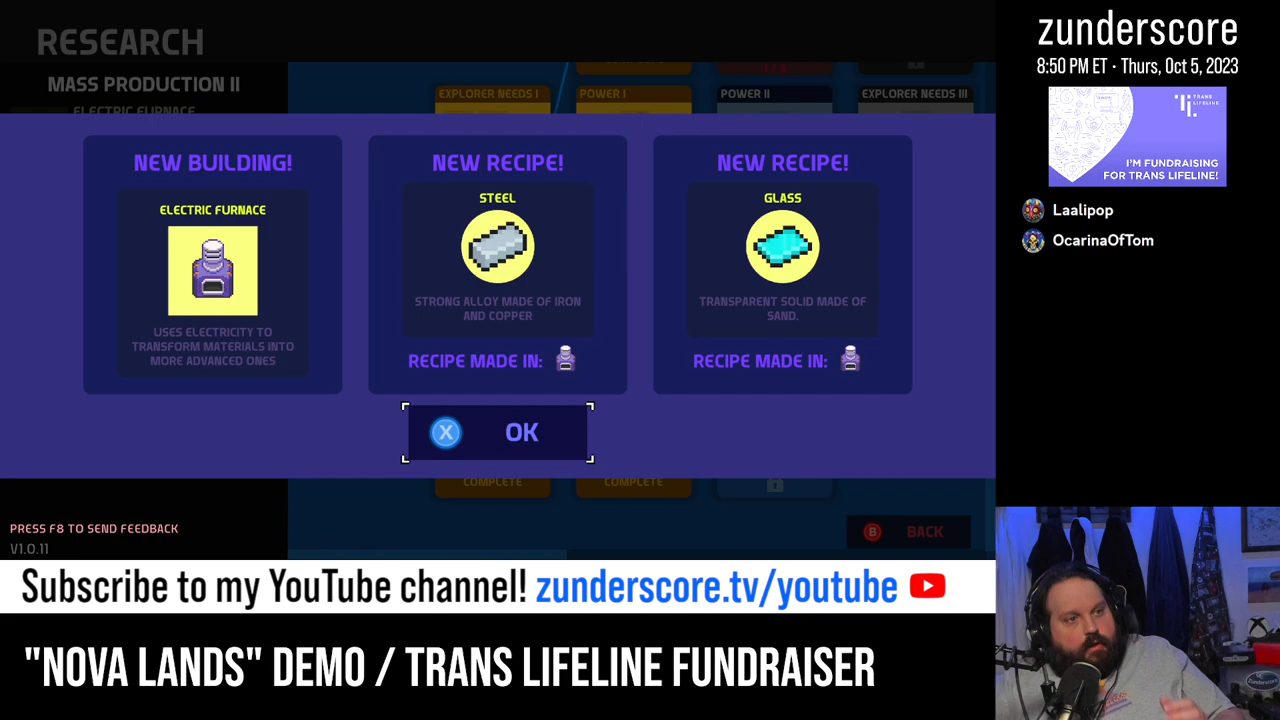 RESEARCH
MASS PRODUCTION II
ELECTRIC FURNACE
EXPLORER NEEDS I
POWER I
POWER II
EXPLORER NEEDS III
NEW BUILDING!
ELECTRIC FURNACE
USES ELECTRICITY TO
TRANSFORM MATERIALS INTO
MORE ADVANCED ONES
NEW RECIPE!
STEEL
STRONG ALLOY MADE OF IRON
AND COPPER
RECIPE MADE IN:
NEW RECIPE!
GLASS
TRANSPARENT SOLID MADE OF
SAND.
RECIPE MADE IN:
X OK
COMPLETE
COMPLETE
B BACK
PRESS F8 TO SEND FEEDBACK
V1.0.11
Subscribe to my YouTube channel! zunderscore.tv/youtube
"NOVA LANDS" DEMO / TRANS LIFELINE FUNDRAISER
zunderscore
8:50 PM ET · Thurs, Oct 5, 2023
TRANS
LIFELINE
I'M FUNDRAISING
FOR TRANS LIFELINE!
Laalipop
OcarinaOfTom